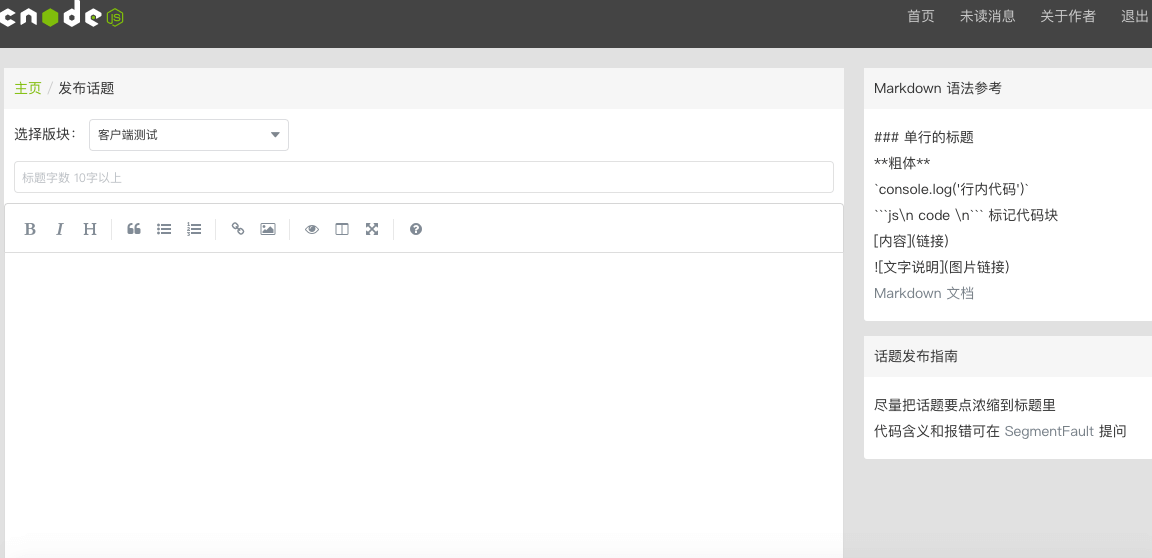 cnode JS
首页 未读消息 关于作者 退出
主页 / 发布话题
选择版块： 客户端测试
标题字数 10字以上
B I H
Markdown 语法参考
### 单行的标题
**粗体**
`console.log('行内代码')`
```js\n code \n``` 标记代码块
[内容](链接)
![文字说明](图片链接)
Markdown 文档
话题发布指南
尽量把话题要点浓缩到标题里
代码含义和报错可在 SegmentFault 提问